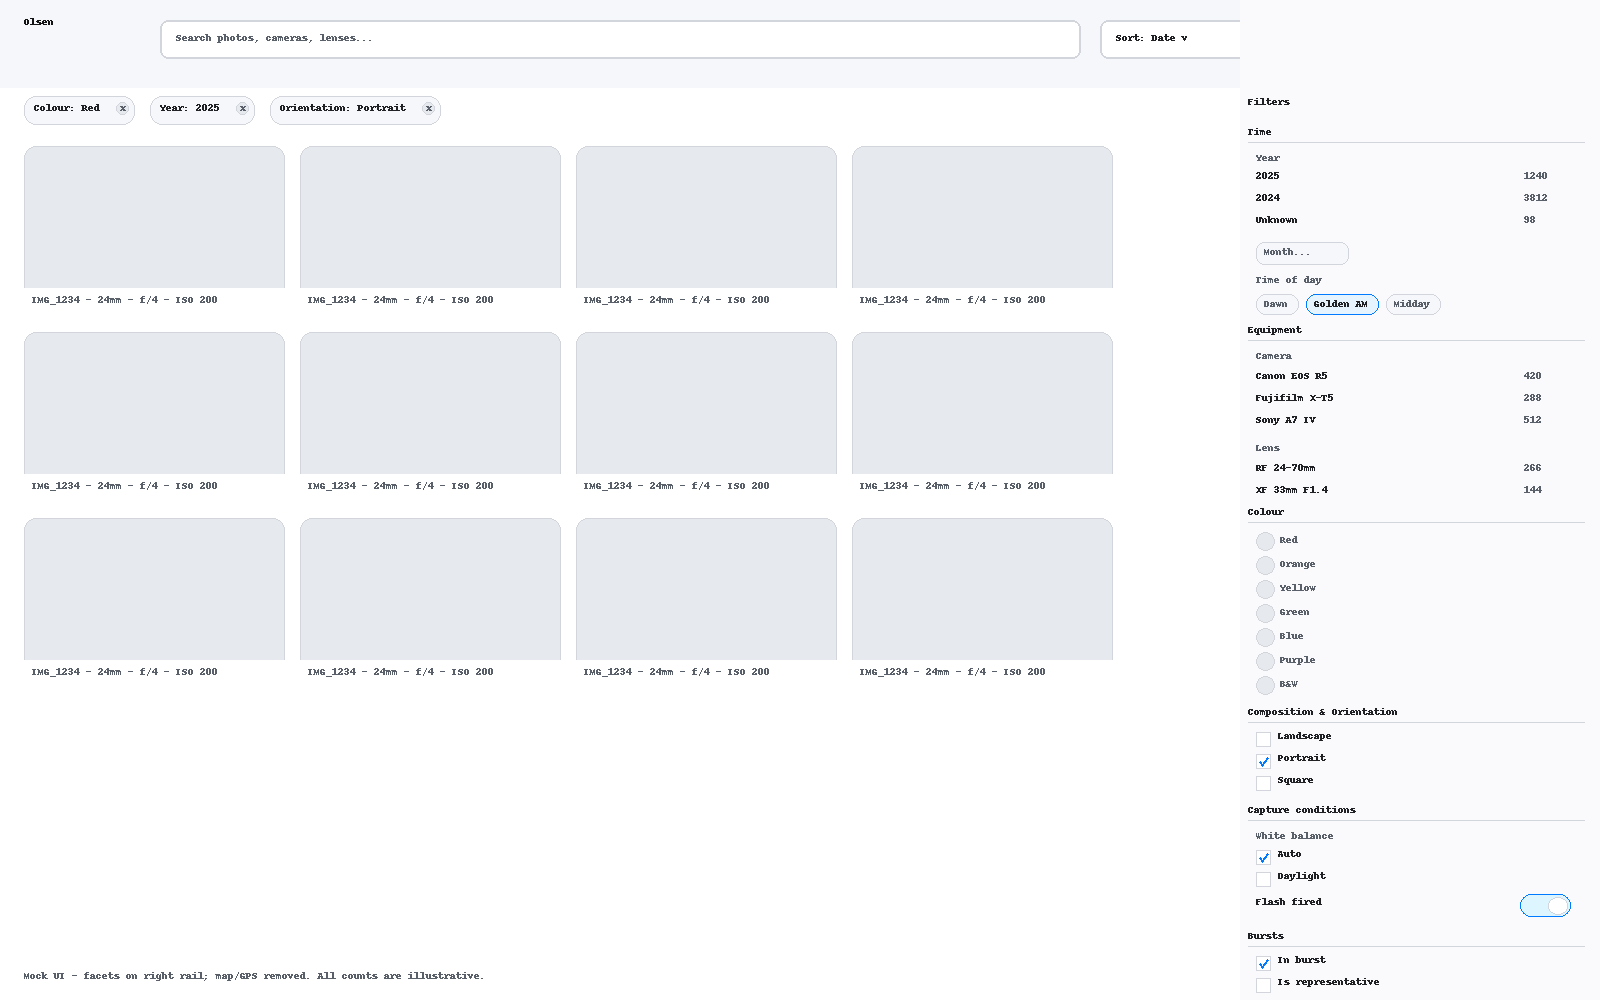 Olsen
Search photos, cameras, lenses...
Sort: Date v
Colour: Red x
Year: 2025 x
Orientation: Portrait x
IMG_1234 - 24mm - f/4 - ISO 200
IMG_1234 - 24mm - f/4 - ISO 200
IMG_1234 - 24mm - f/4 - ISO 200
IMG_1234 - 24mm - f/4 - ISO 200
IMG_1234 - 24mm - f/4 - ISO 200
IMG_1234 - 24mm - f/4 - ISO 200
IMG_1234 - 24mm - f/4 - ISO 200
IMG_1234 - 24mm - f/4 - ISO 200
IMG_1234 - 24mm - f/4 - ISO 200
IMG_1234 - 24mm - f/4 - ISO 200
IMG_1234 - 24mm - f/4 - ISO 200
IMG_1234 - 24mm - f/4 - ISO 200
Mock UI - facets on right rail; map/GPS removed. All counts are illustrative.
Filters
Time
Year
2025 1240
2024 3812
Unknown 98
Month...
Time of day
Dawn
Golden AM
Midday
Equipment
Camera
Canon EOS R5 420
Fujifilm X-T5 288
Sony A7 IV 512
Lens
RF 24-70mm 266
XF 33mm F1.4 144
Colour
Red
Orange
Yellow
Green
Blue
Purple
B&W
Composition & Orientation
Landscape
Portrait
Square
Capture conditions
White balance
Auto
Daylight
Flash fired
Bursts
In burst
Is representative